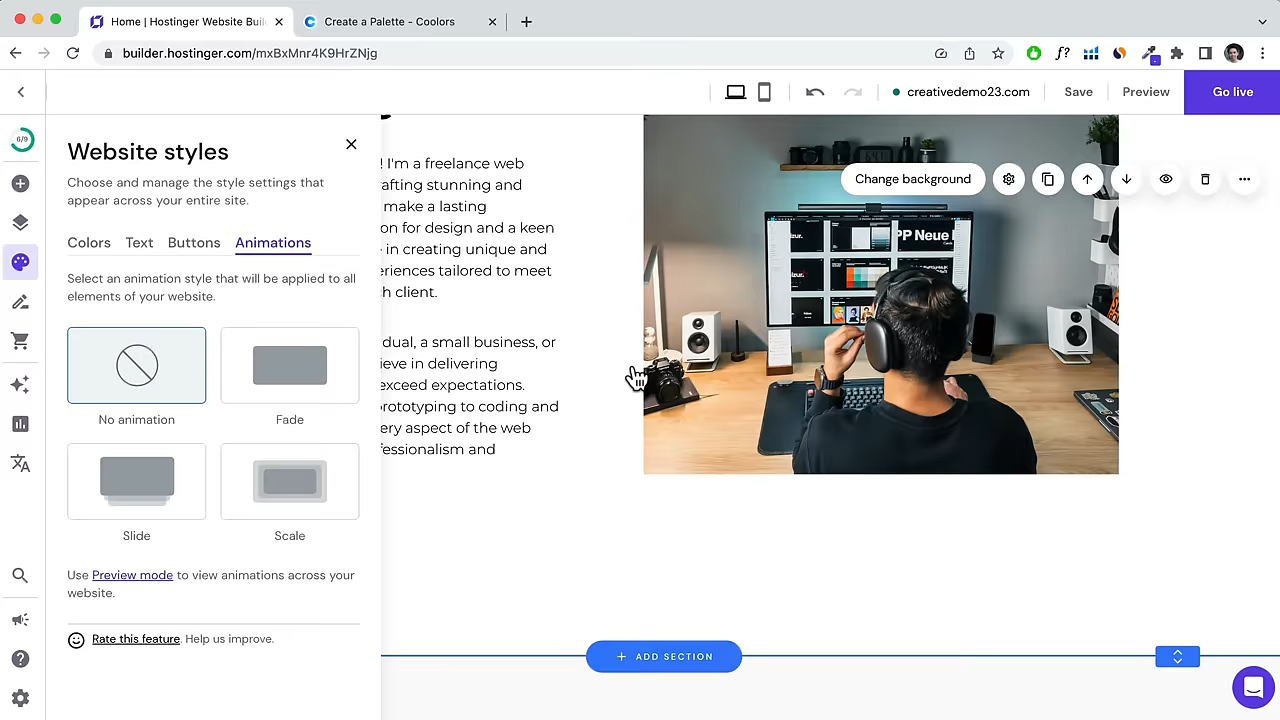 Home | Hostinger Website Buil
Create a Palette - Coolors
builder.hostinger.com/mxBxMnr4K9HrZNjg
f?
creativedemo23.com
Save
Preview
Go live
6/9
Website styles
Choose and manage the style settings that
appear across your entire site.
Colors
Text
Buttons
Animations
Select an animation style that will be applied to all
elements of your website.
No animation
Fade
Slide
Scale
Use Preview mode to view animations across your
website.
Rate this feature. Help us improve.
! I'm a freelance web
afting stunning and
make a lasting
on for design and a keen
e in creating unique and
eriences tailored to meet
h client.
dual, a small business, or
ieve in delivering
exceed expectations.
prototyping to coding and
ery aspect of the web
fessionalism and
Change background
PP Neue
ADD SECTION